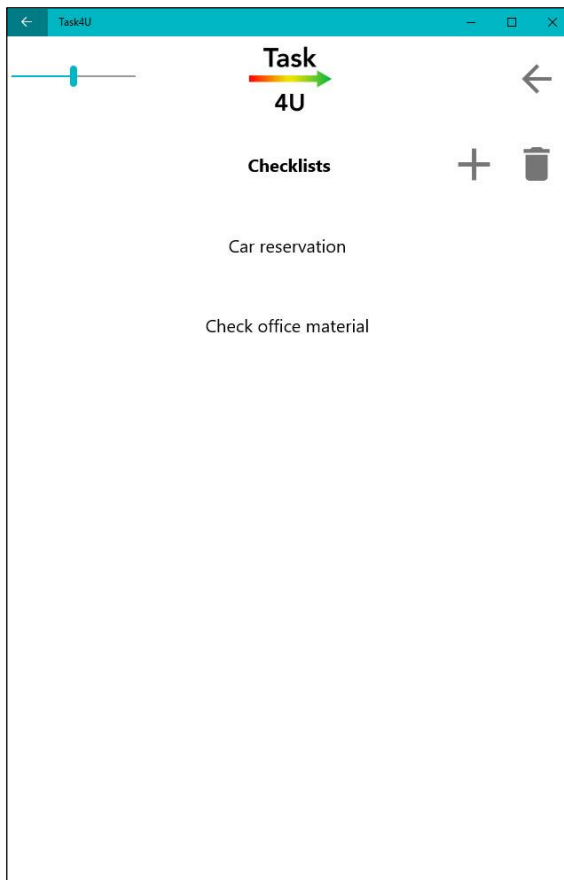 Task4U
Task
4U
Checklists
Car reservation
Check office material